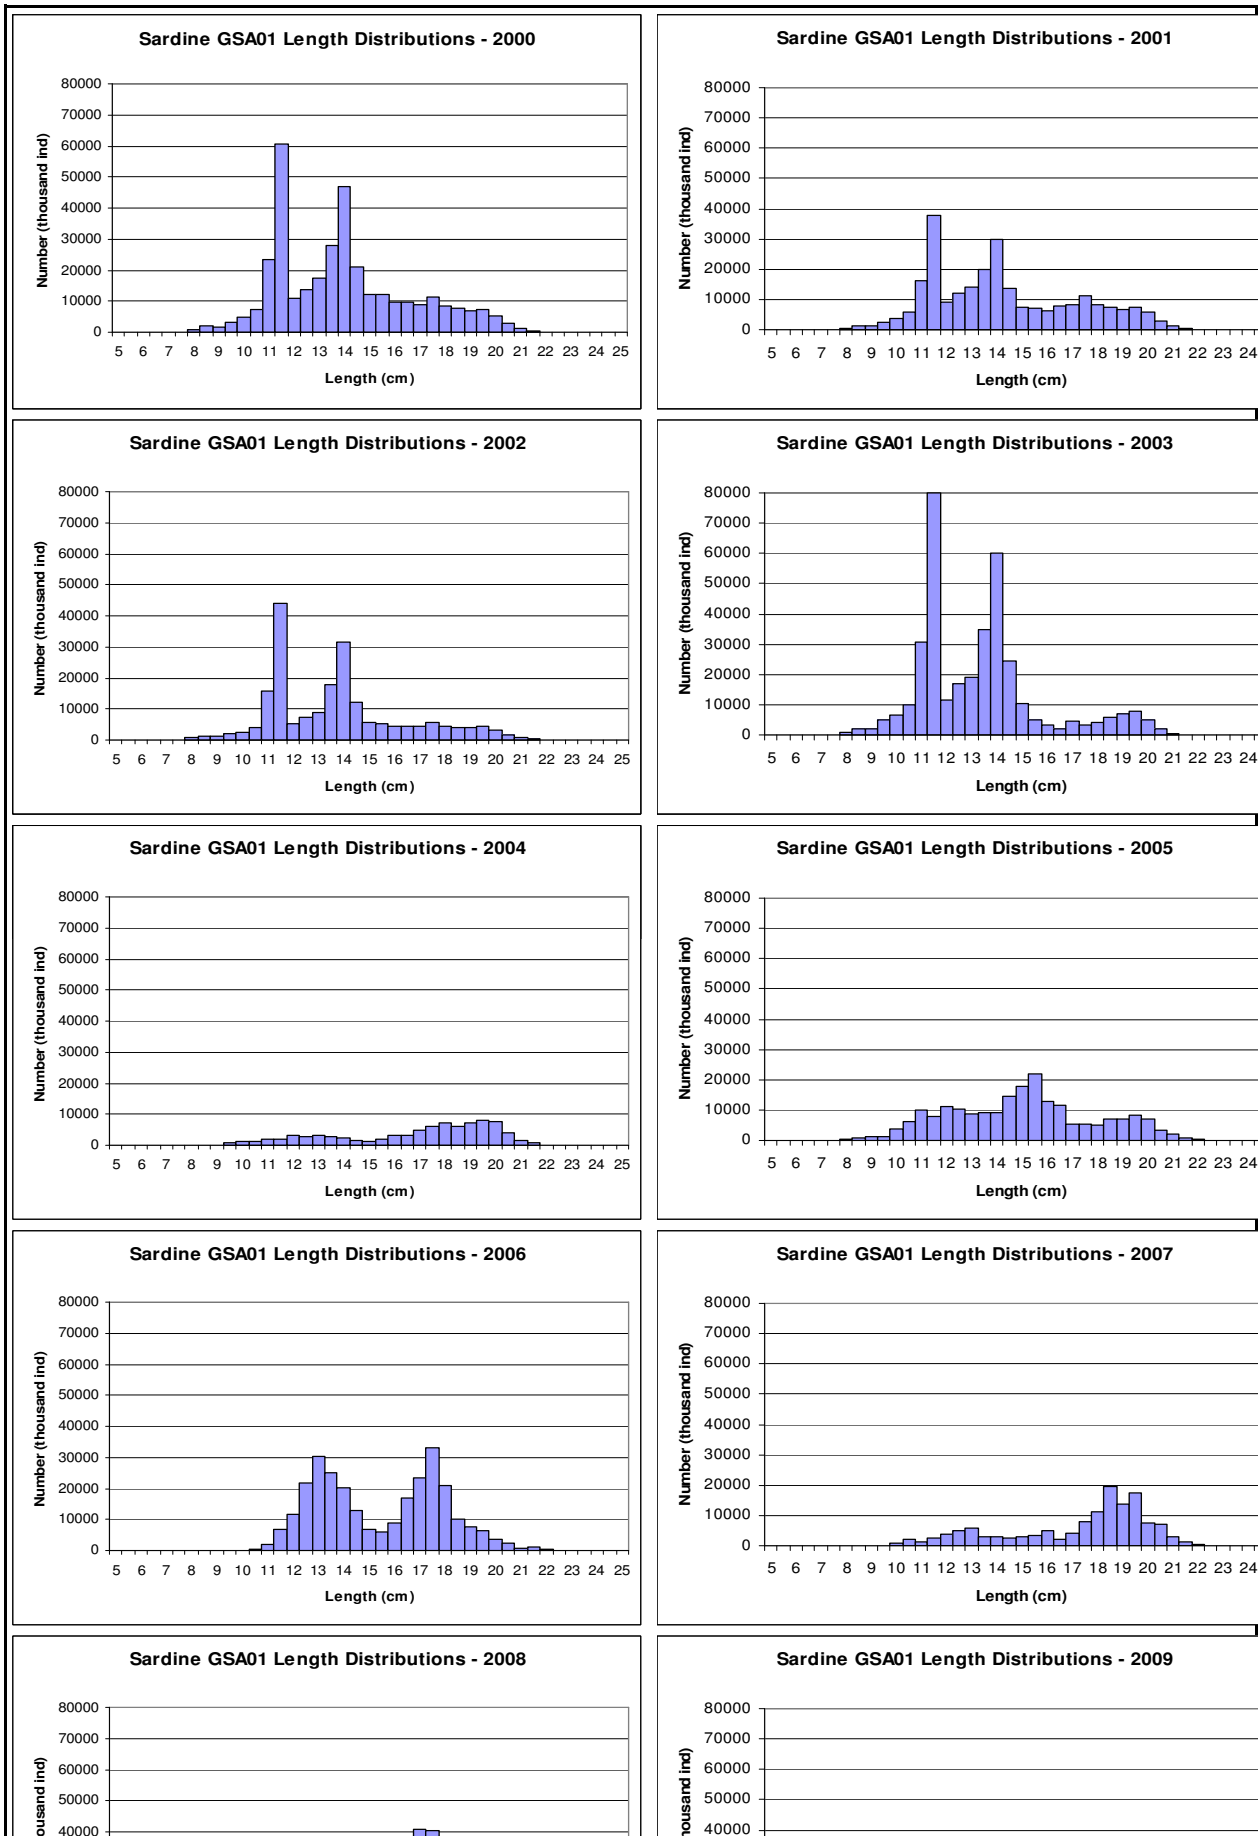 Sardine GSA01 Length Distributions - 2000
Number (thousand ind)
80000
70000
60000
50000
40000
30000
20000
10000
0
5 6 7 8 9 10 11 12 13 14 15 16 17 18 19 20 21 22 23 24 25
Length (cm)
Sardine GSA01 Length Distributions - 2001
Number (thousand ind)
80000
70000
60000
50000
40000
30000
20000
10000
0
5 6 7 8 9 10 11 12 13 14 15 16 17 18 19 20 21 22 23 24
Length (cm)
Sardine GSA01 Length Distributions - 2002
Number (thousand ind)
80000
70000
60000
50000
40000
30000
20000
10000
0
5 6 7 8 9 10 11 12 13 14 15 16 17 18 19 20 21 22 23 24 25
Length (cm)
Sardine GSA01 Length Distributions - 2003
Number (thousand ind)
80000
70000
60000
50000
40000
30000
20000
10000
0
5 6 7 8 9 10 11 12 13 14 15 16 17 18 19 20 21 22 23 24
Length (cm)
Sardine GSA01 Length Distributions - 2004
Number (thousand ind)
80000
70000
60000
50000
40000
30000
20000
10000
0
5 6 7 8 9 10 11 12 13 14 15 16 17 18 19 20 21 22 23 24 25
Length (cm)
Sardine GSA01 Length Distributions - 2005
Number (thousand ind)
80000
70000
60000
50000
40000
30000
20000
10000
0
5 6 7 8 9 10 11 12 13 14 15 16 17 18 19 20 21 22 23 24
Length (cm)
Sardine GSA01 Length Distributions - 2006
Number (thousand ind)
80000
70000
60000
50000
40000
30000
20000
10000
0
5 6 7 8 9 10 11 12 13 14 15 16 17 18 19 20 21 22 23 24 25
Length (cm)
Sardine GSA01 Length Distributions - 2007
Number (thousand ind)
80000
70000
60000
50000
40000
30000
20000
10000
0
5 6 7 8 9 10 11 12 13 14 15 16 17 18 19 20 21 22 23 24
Length (cm)
Sardine GSA01 Length Distributions - 2008
ind)
80000
70000
60000
50000
40000
Sardine GSA01 Length Distributions - 2009
ind)
80000
70000
60000
50000
40000